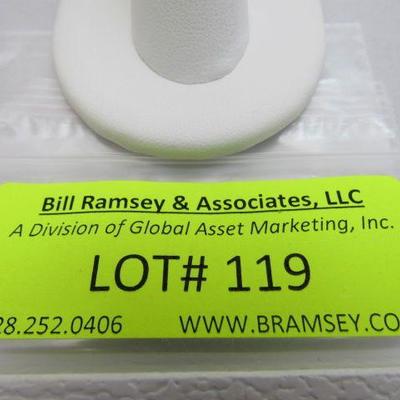 Bill Ramsey & Associates, LLC
A Division of Global Asset Marketing, Inc.
LOT# 119
28.252.0406 WWW.BRAMSEY.CO